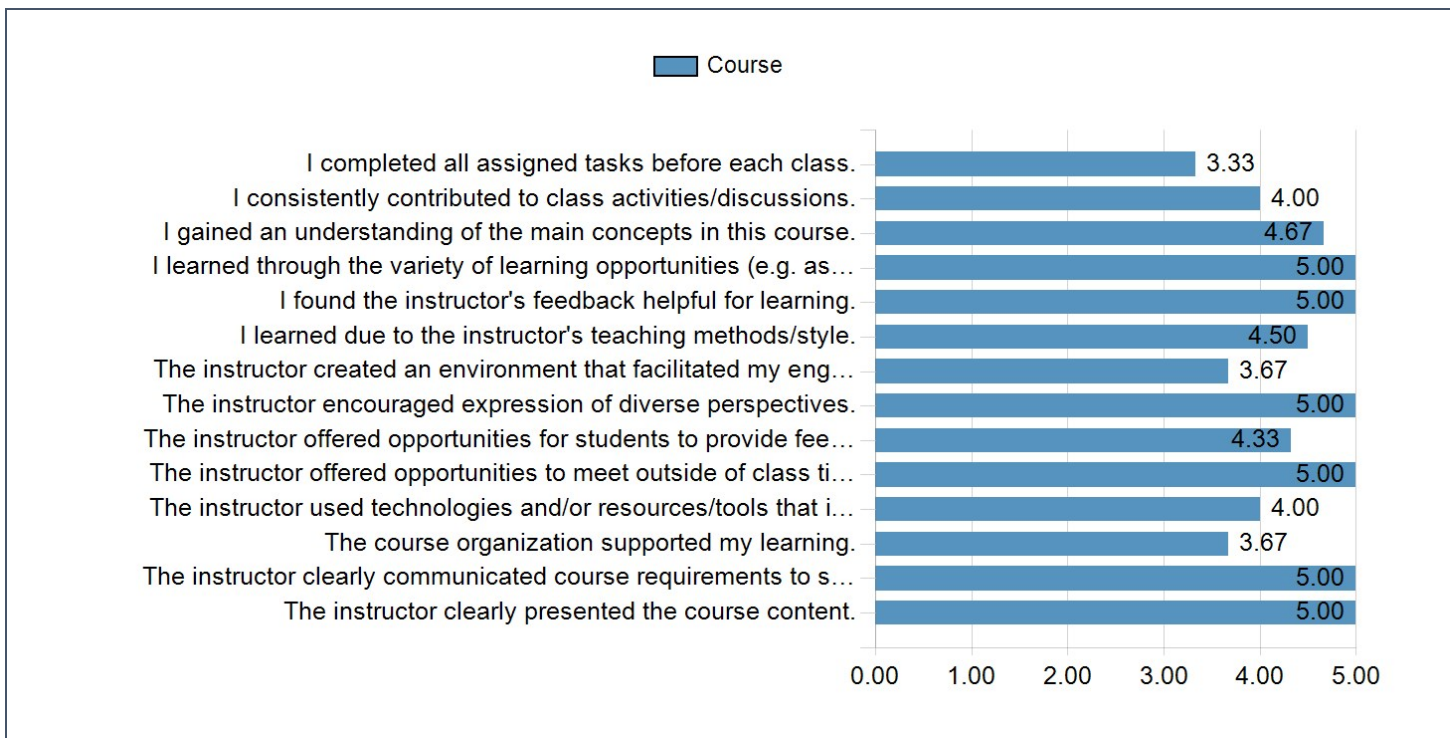 Course
I completed all assigned tasks before each class. 3.33
I consistently contributed to class activities/discussions. 4.00
I gained an understanding of the main concepts in this course. 4.67
I learned through the variety of learning opportunities (e.g. as… 5.00
I found the instructor's feedback helpful for learning. 5.00
I learned due to the instructor's teaching methods/style. 4.50
The instructor created an environment that facilitated my eng… 3.67
The instructor encouraged expression of diverse perspectives. 5.00
The instructor offered opportunities for students to provide fee… 4.33
The instructor offered opportunities to meet outside of class ti… 5.00
The instructor used technologies and/or resources/tools that i… 4.00
The course organization supported my learning. 3.67
The instructor clearly communicated course requirements to s… 5.00
The instructor clearly presented the course content. 5.00
0.00 1.00 2.00 3.00 4.00 5.00